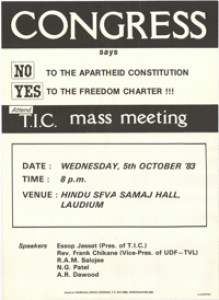 CONGRESS
says
NO TO THE APARTHEID CONSTITUTION
YES TO THE FREEDOM CHARTER !!!
Attend
T.I.C. mass meeting
DATE : WEDNESDAY, 5th OCTOBER '83
TIME : 8 p.m.
VENUE : HINDU SEVA SAMAJ HALL,
LAUDIUM
Speakers Essop Jassat (Pres. of T.I.C.)
Rev. Frank Chikane (Vice-Pres. of UDF—TVL)
R.A.M. Saloojee
N.G. Patel
A.R. Dawood